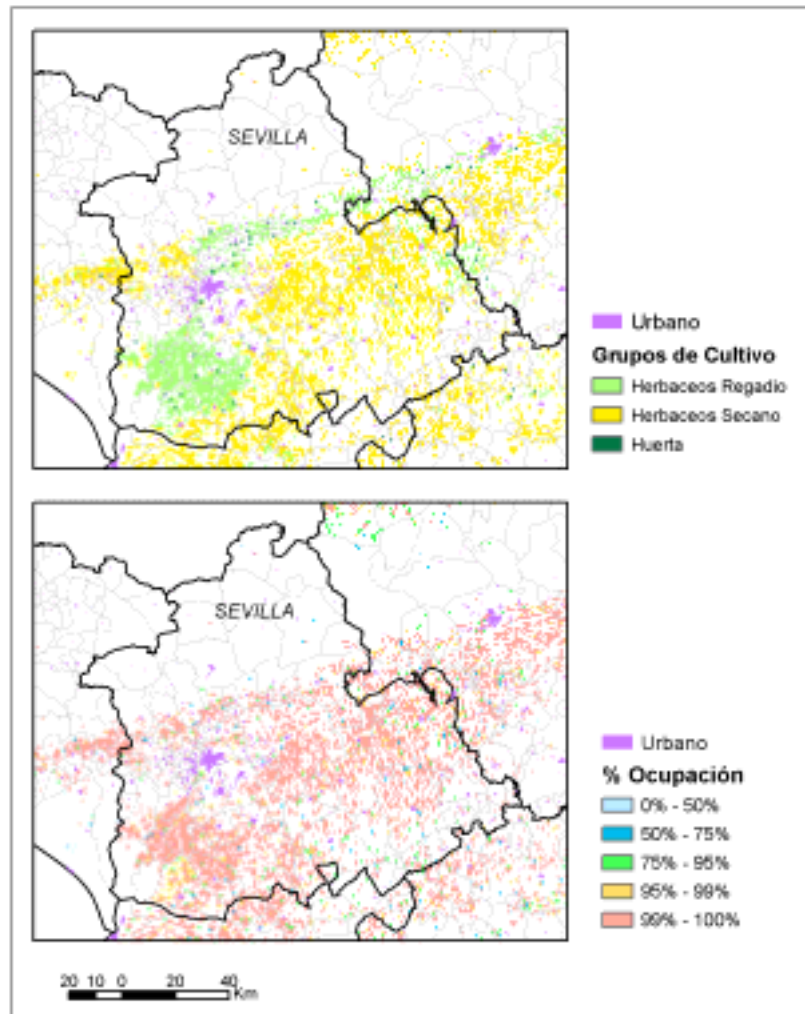 SEVILLA
Urbano
Grupos de Cultivo
Herbaceos Regadio
Herbaceos Secano
Huerta
SEVILLA
Urbano
% Ocupación
0% - 50%
50% - 75%
75% - 95%
95% - 99%
99% - 100%
20 10 0 20 40
Km